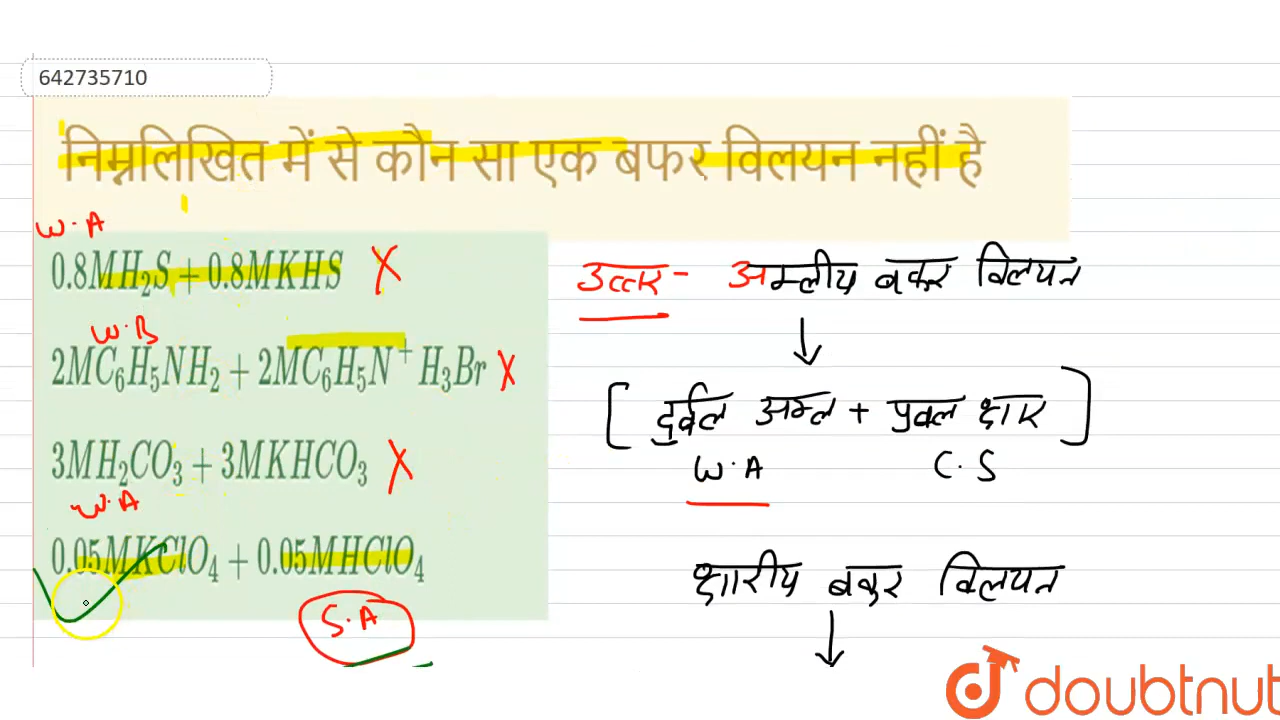 642735710
निम्नलिखित में से कौन सा एक बफर विलयन नहीं है
W.A
0.8MH₂S + 0.8MKHS X
W.B
2MC₆H₅NH₂ + 2MC₆H₅N⁺H₃Br X
3MH₂CO₃ + 3MKHCO₃ X
W.A
0.05MKClO₄ + 0.05MHClO₄
S.A
उत्तर - अम्लीय बफर विलयन
[ दुर्बल अम्ल + प्रबल क्षार ]
W.A C.S
क्षारीय बफर विलयन
doubtnut